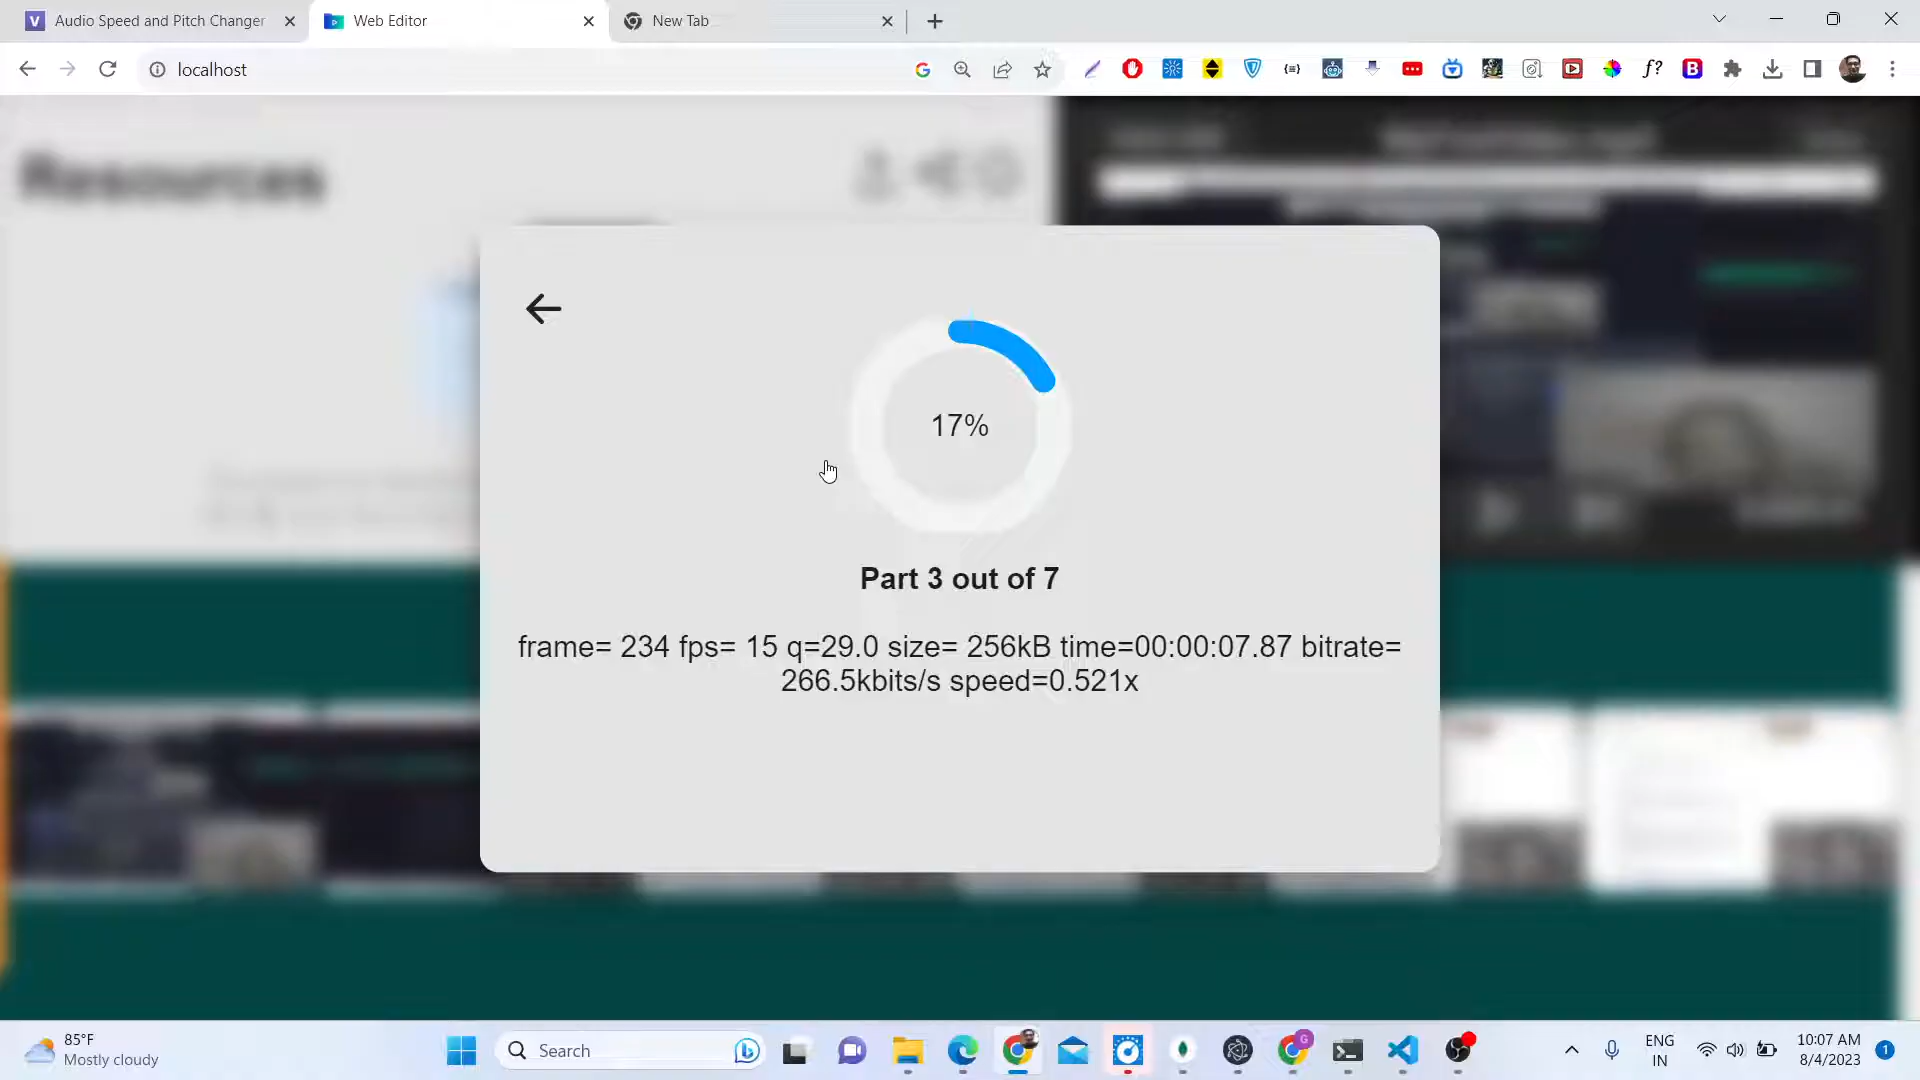 Audio Speed and Pitch Changer
Web Editor
New Tab
localhost
Resources
17%
Part 3 out of 7
frame= 234 fps= 15 q=29.0 size= 256kB time=00:00:07.87 bitrate=
266.5kbits/s speed=0.521x
85°F
Mostly cloudy
Search
ENG
IN
10:07 AM
8/4/2023
1